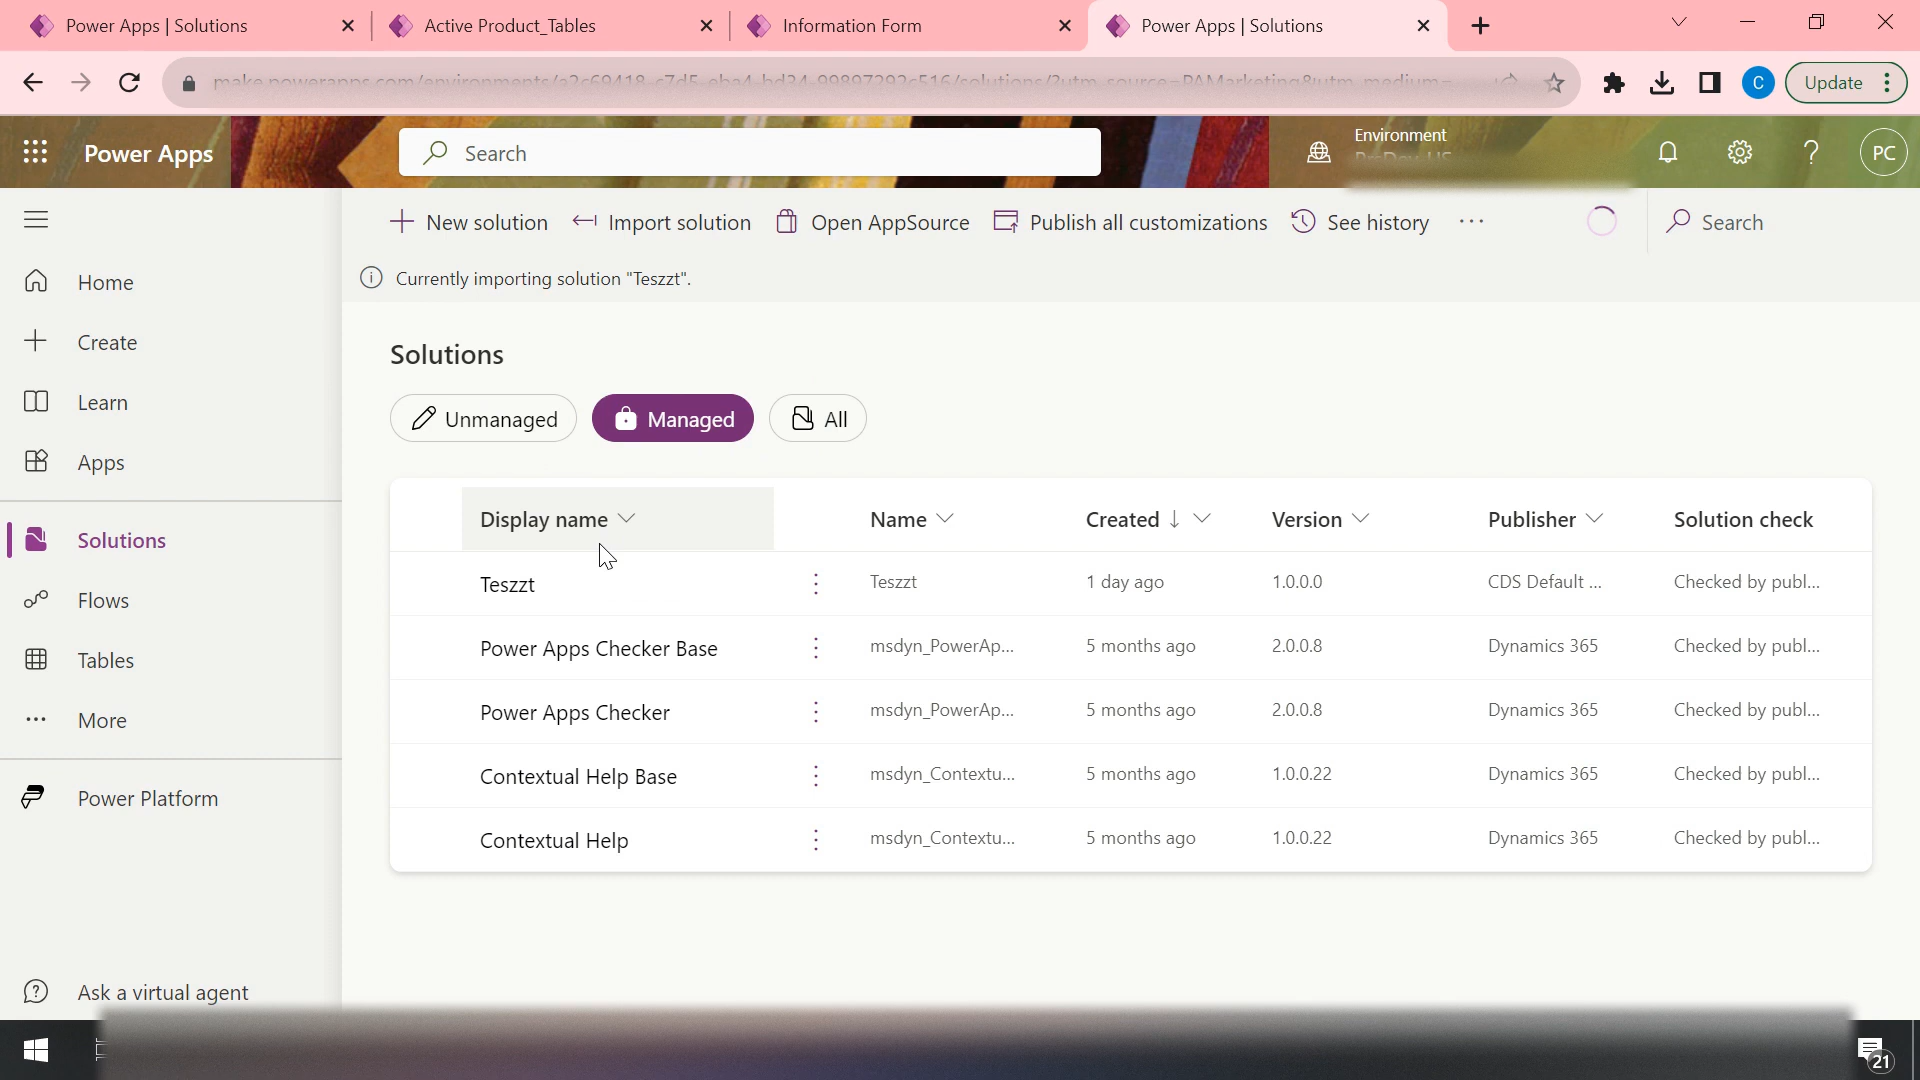 Power Apps | Solutions
Active Product_Tables
Information Form
Power Apps | Solutions
C
Update
Power Apps
Search
Environment
PC
New solution
Import solution
Open AppSource
Publish all customizations
See history
Search
Currently importing solution "Teszzt".
Home
Create
Learn
Apps
Solutions
Flows
Tables
More
Power Platform
Ask a virtual agent
Solutions
Unmanaged
Managed
All
Display name Name Created Version Publisher Solution check
Teszzt Teszzt 1 day ago 1.0.0.0 CDS Default ... Checked by publ...
Power Apps Checker Base msdyn_PowerAp... 5 months ago 2.0.0.8 Dynamics 365 Checked by publ...
Power Apps Checker msdyn_PowerAp... 5 months ago 2.0.0.8 Dynamics 365 Checked by publ...
Contextual Help Base msdyn_Contextu... 5 months ago 1.0.0.22 Dynamics 365 Checked by publ...
Contextual Help msdyn_Contextu... 5 months ago 1.0.0.22 Dynamics 365 Checked by publ...
21